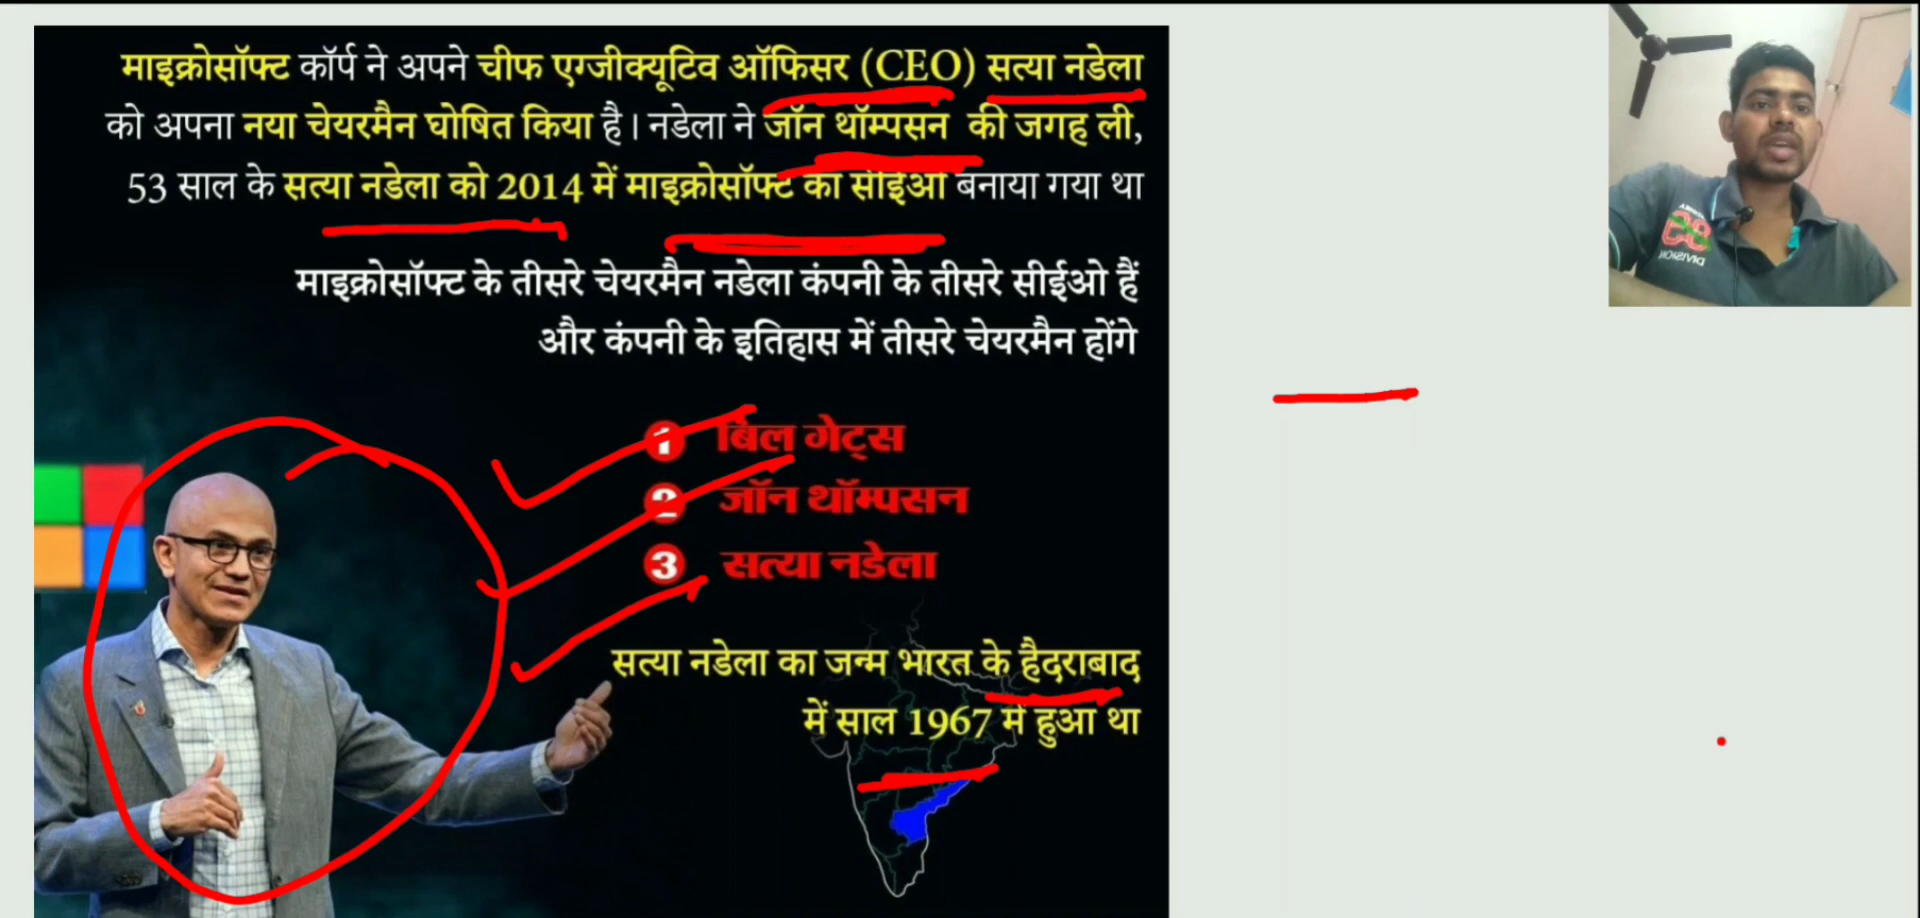 माइक्रोसॉफ्ट कॉर्प ने अपने चीफ एग्जीक्यूटिव ऑफिसर (CEO) सत्या नडेला
को अपना नया चेयरमैन घोषित किया है। नडेला ने जॉन थॉम्पसन की जगह ली,
53 साल के सत्या नडेला को 2014 में माइक्रोसॉफ्ट का सीईओ बनाया गया था
माइक्रोसॉफ्ट के तीसरे चेयरमैन नडेला कंपनी के तीसरे सीईओ हैं
और कंपनी के इतिहास में तीसरे चेयरमैन होंगे
1 बिल गेट्स
2 जॉन थॉम्पसन
3 सत्या नडेला
सत्या नडेला का जन्म भारत के हैदराबाद
में साल 1967 में हुआ था